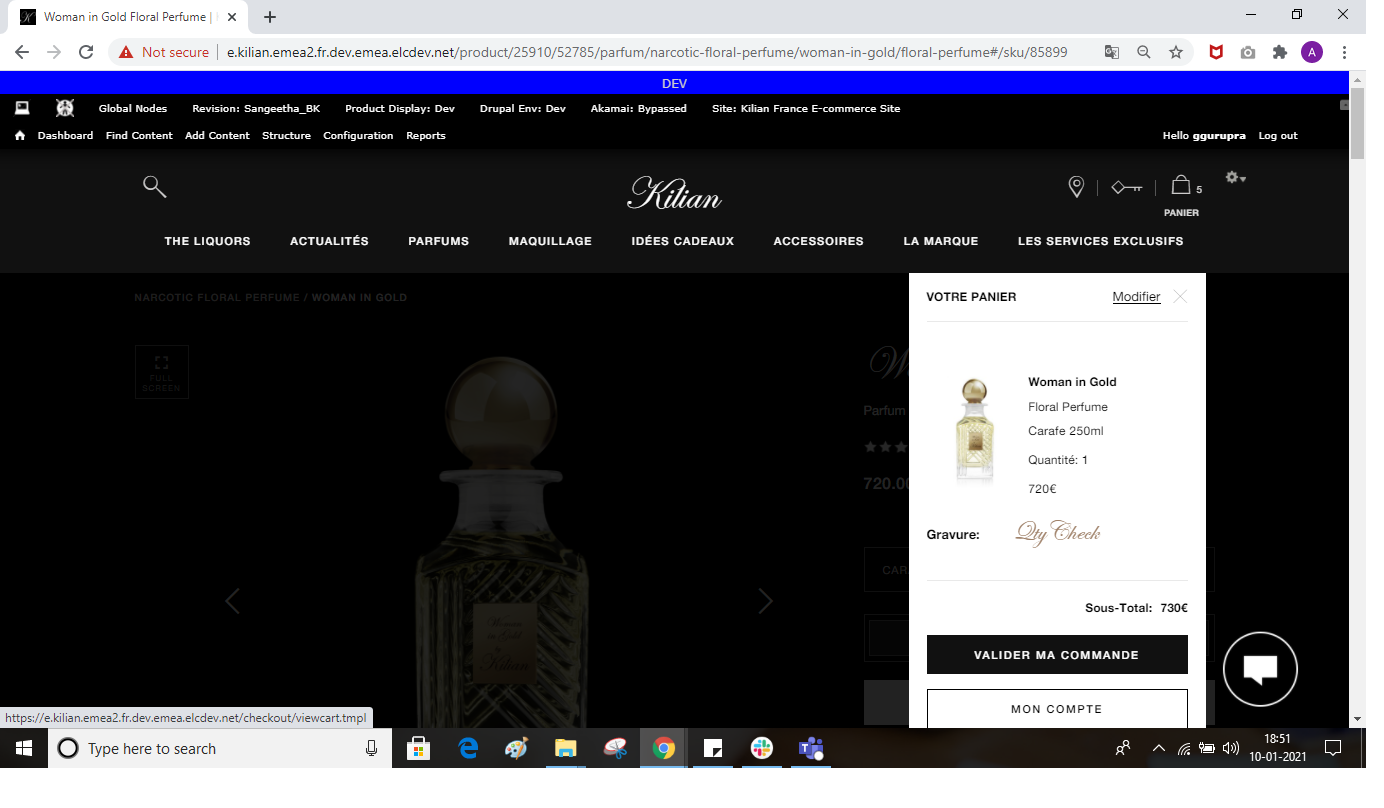 Woman in Gold Floral Perfume |
Not secure
e.kilian.emea2.fr.dev.emea.elcdev.net/product/25910/52785/parfum/narcotic-floral-perfume/woman-in-gold/floral-perfume#/sku/85899
A
DEV
Global Nodes Revision: Sangeetha_BK Product Display: Dev Drupal Env: Dev Akamai: Bypassed Site: Kilian France E-commerce Site
Dashboard Find Content Add Content Structure Configuration Reports Hello ggurupra Log out
Kilian
5
PANIER
THE LIQUORS ACTUALITÉS PARFUMS MAQUILLAGE IDÉES CADEAUX ACCESSOIRES LA MARQUE LES SERVICES EXCLUSIFS
NARCOTIC FLORAL PERFUME / WOMAN IN GOLD
FULL
SCREEN
Parfum
720.00
CAR
Woman
in Gold
by
Kilian
VOTRE PANIER Modifier
Woman in Gold
Floral Perfume
Carafe 250ml
Quantité: 1
720€
Gravure: Qty Check
Sous-Total: 730€
VALIDER MA COMMANDE
MON COMPTE
https://e.kilian.emea2.fr.dev.emea.elcdev.net/checkout/viewcart.tmpl
Type here to search
18:51
10-01-2021